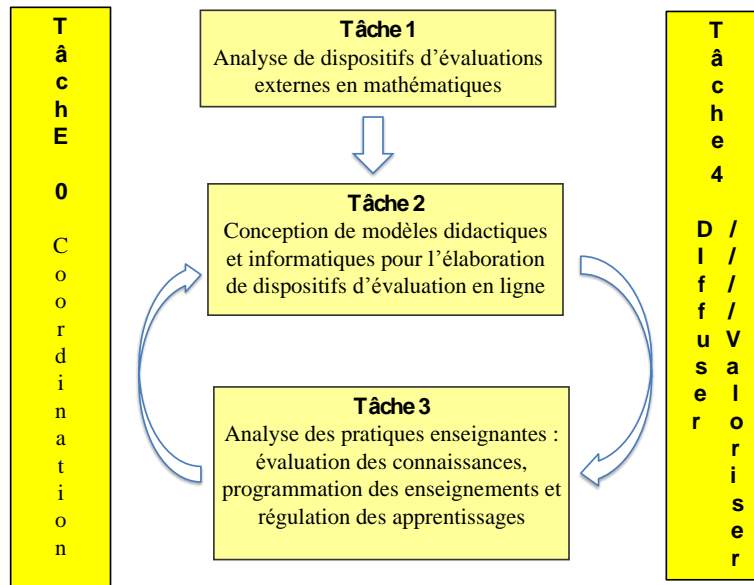 TâchE 0 Coordination
Tâche 1
Analyse de dispositifs d’évaluations
externes en mathématiques
Tâche 2
Conception de modèles didactiques
et informatiques pour l’élaboration
de dispositifs d’évaluation en ligne
Tâche 3
Analyse des pratiques enseignantes :
évaluation des connaissances,
programmation des enseignements et
régulation des apprentissages
Tâche 4
DIffuser
////Valoriser